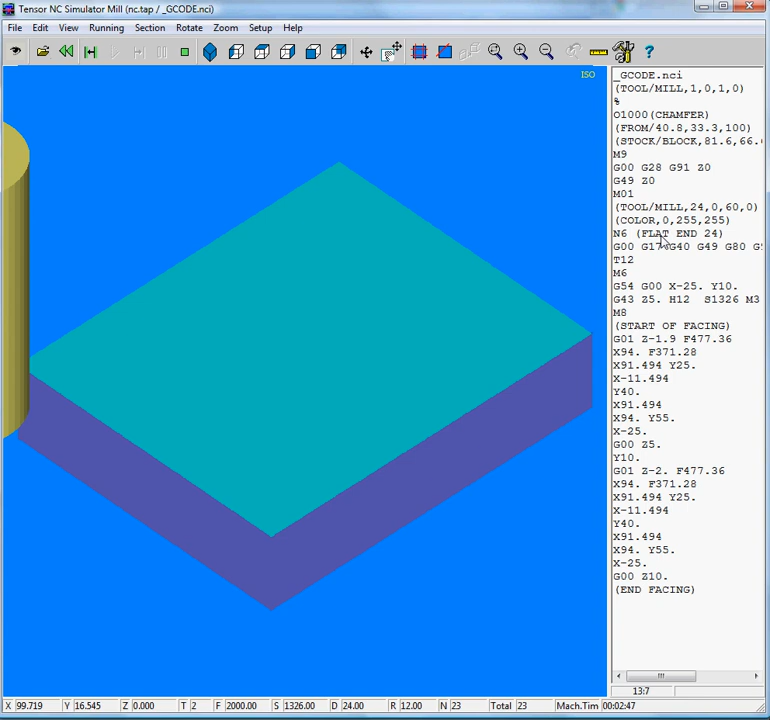 Tensor NC Simulator Mill (nc.tap / _GCODE.nci)
File Edit View Running Section Rotate Zoom Setup Help
ISO
_GCODE.nci
(TOOL/MILL,1,0,1,0)
%
O1000(CHAMFER)
(FROM/40.8,33.3,100)
(STOCK/BLOCK,81.6,66.
M9
G00 G28 G91 Z0
G49 Z0
M01
(TOOL/MILL,24,0,60,0)
(COLOR,0,255,255)
N6 (FLAT END 24)
G00 G17 G40 G49 G80
T12
M6
G54 G00 X-25. Y10.
G43 Z5. H12 S1326 M3
M8
(START OF FACING)
G01 Z-1.9 F477.36
X94. F371.28
X91.494 Y25.
X-11.494
Y40.
X91.494
X94. Y55.
X-25.
G00 Z5.
Y10.
G01 Z-2. F477.36
X94. F371.28
X91.494 Y25.
X-11.494
Y40.
X91.494
X94. Y55.
X-25.
G00 Z10.
(END FACING)
13:7
X 99.719 Y 16.545 Z 0.000 T 2 F 2000.00 S 1326.00 D 24.00 R 12.00 N 23 Total 23 Mach.Tim 00:02:47